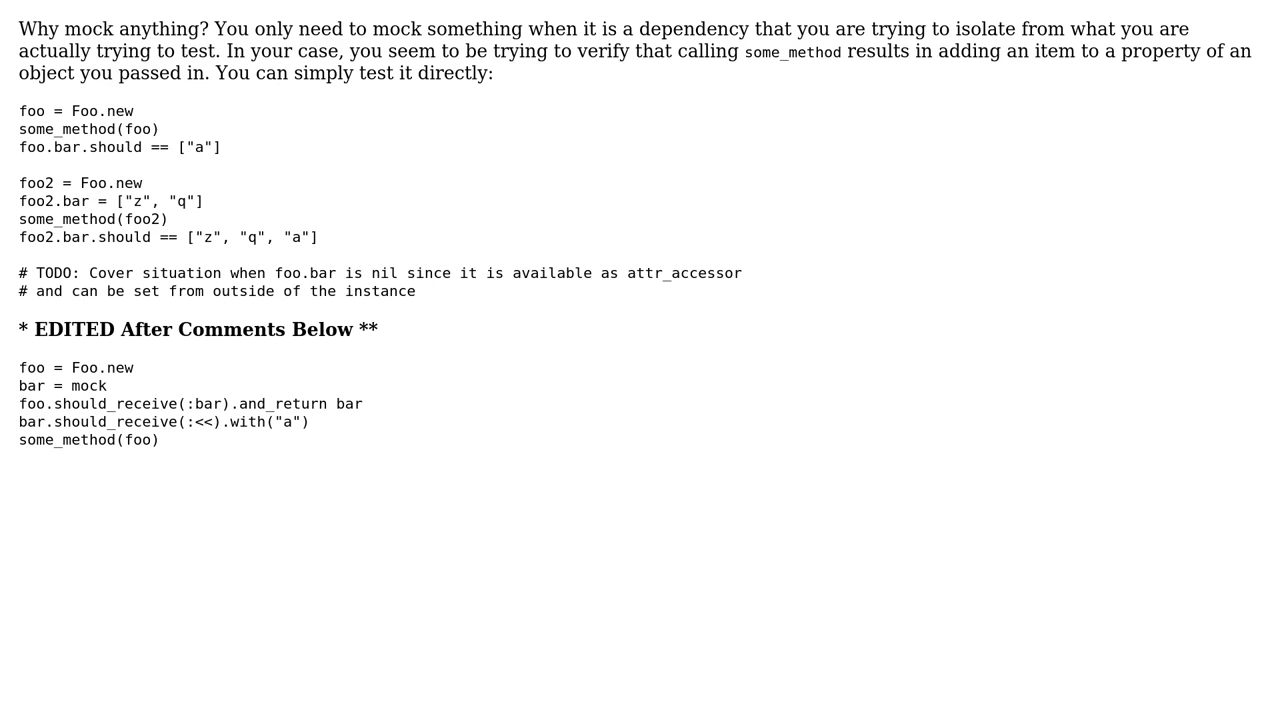 Why mock anything? You only need to mock something when it is a dependency that you are trying to isolate from what you are
actually trying to test. In your case, you seem to be trying to verify that calling some_method results in adding an item to a property of an
object you passed in. You can simply test it directly:
foo = Foo.new
some_method(foo)
foo.bar.should == ["a"]
foo2 = Foo.new
foo2.bar = ["z", "q"]
some_method(foo2)
foo2.bar.should == ["z", "q", "a"]
# TODO: Cover situation when foo.bar is nil since it is available as attr_accessor
# and can be set from outside of the instance
* EDITED After Comments Below **
foo = Foo.new
bar = mock
foo.should_receive(:bar).and_return bar
bar.should_receive(:<<).with("a")
some_method(foo)